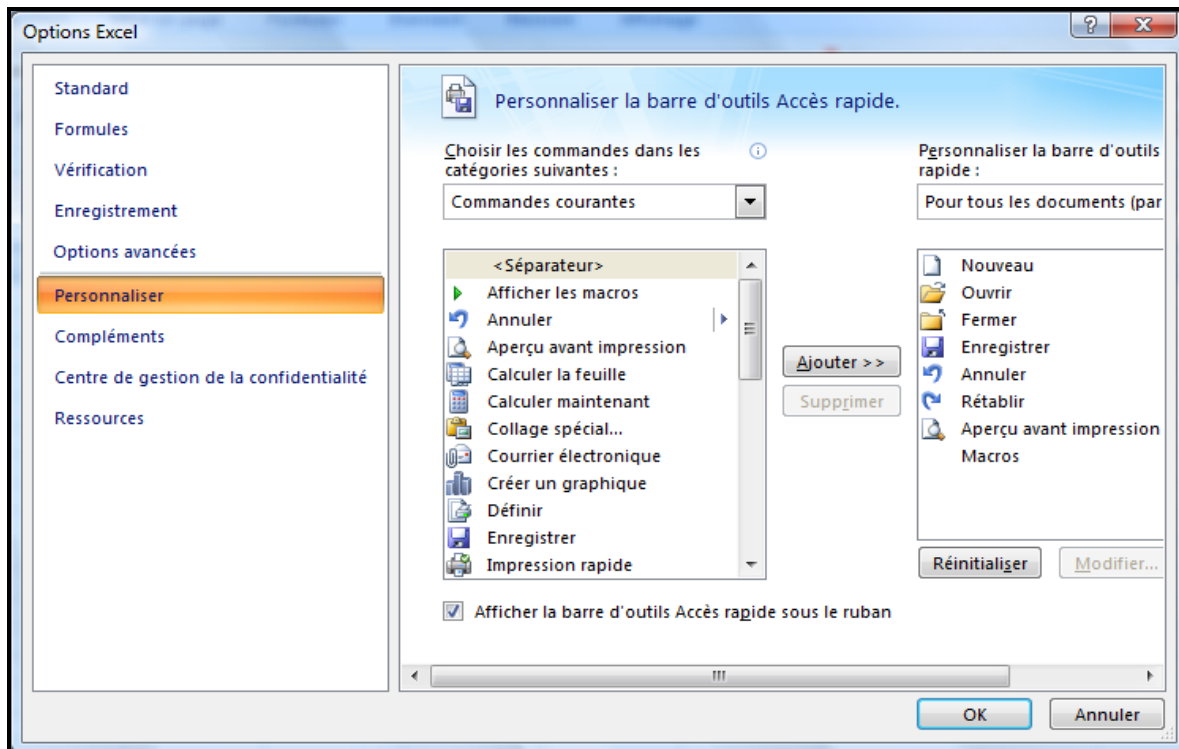 Options Excel
Standard
Formules
Vérification
Enregistrement
Options avancées
Personnaliser
Compléments
Centre de gestion de la confidentialité
Ressources
Personnaliser la barre d'outils Accès rapide.
Choisir les commandes dans les
catégories suivantes :
Commandes courantes
<Séparateur>
Afficher les macros
Annuler
Aperçu avant impression
Calculer la feuille
Calculer maintenant
Collage spécial...
Courrier électronique
Créer un graphique
Définir
Enregistrer
Impression rapide
Ajouter >>
Supprimer
Personnaliser la barre d'outils
rapide :
Pour tous les documents (par
Nouveau
Ouvrir
Fermer
Enregistrer
Annuler
Rétablir
Aperçu avant impression
Macros
Réinitialiser
Modifier...
Afficher la barre d'outils Accès rapide sous le ruban
OK
Annuler